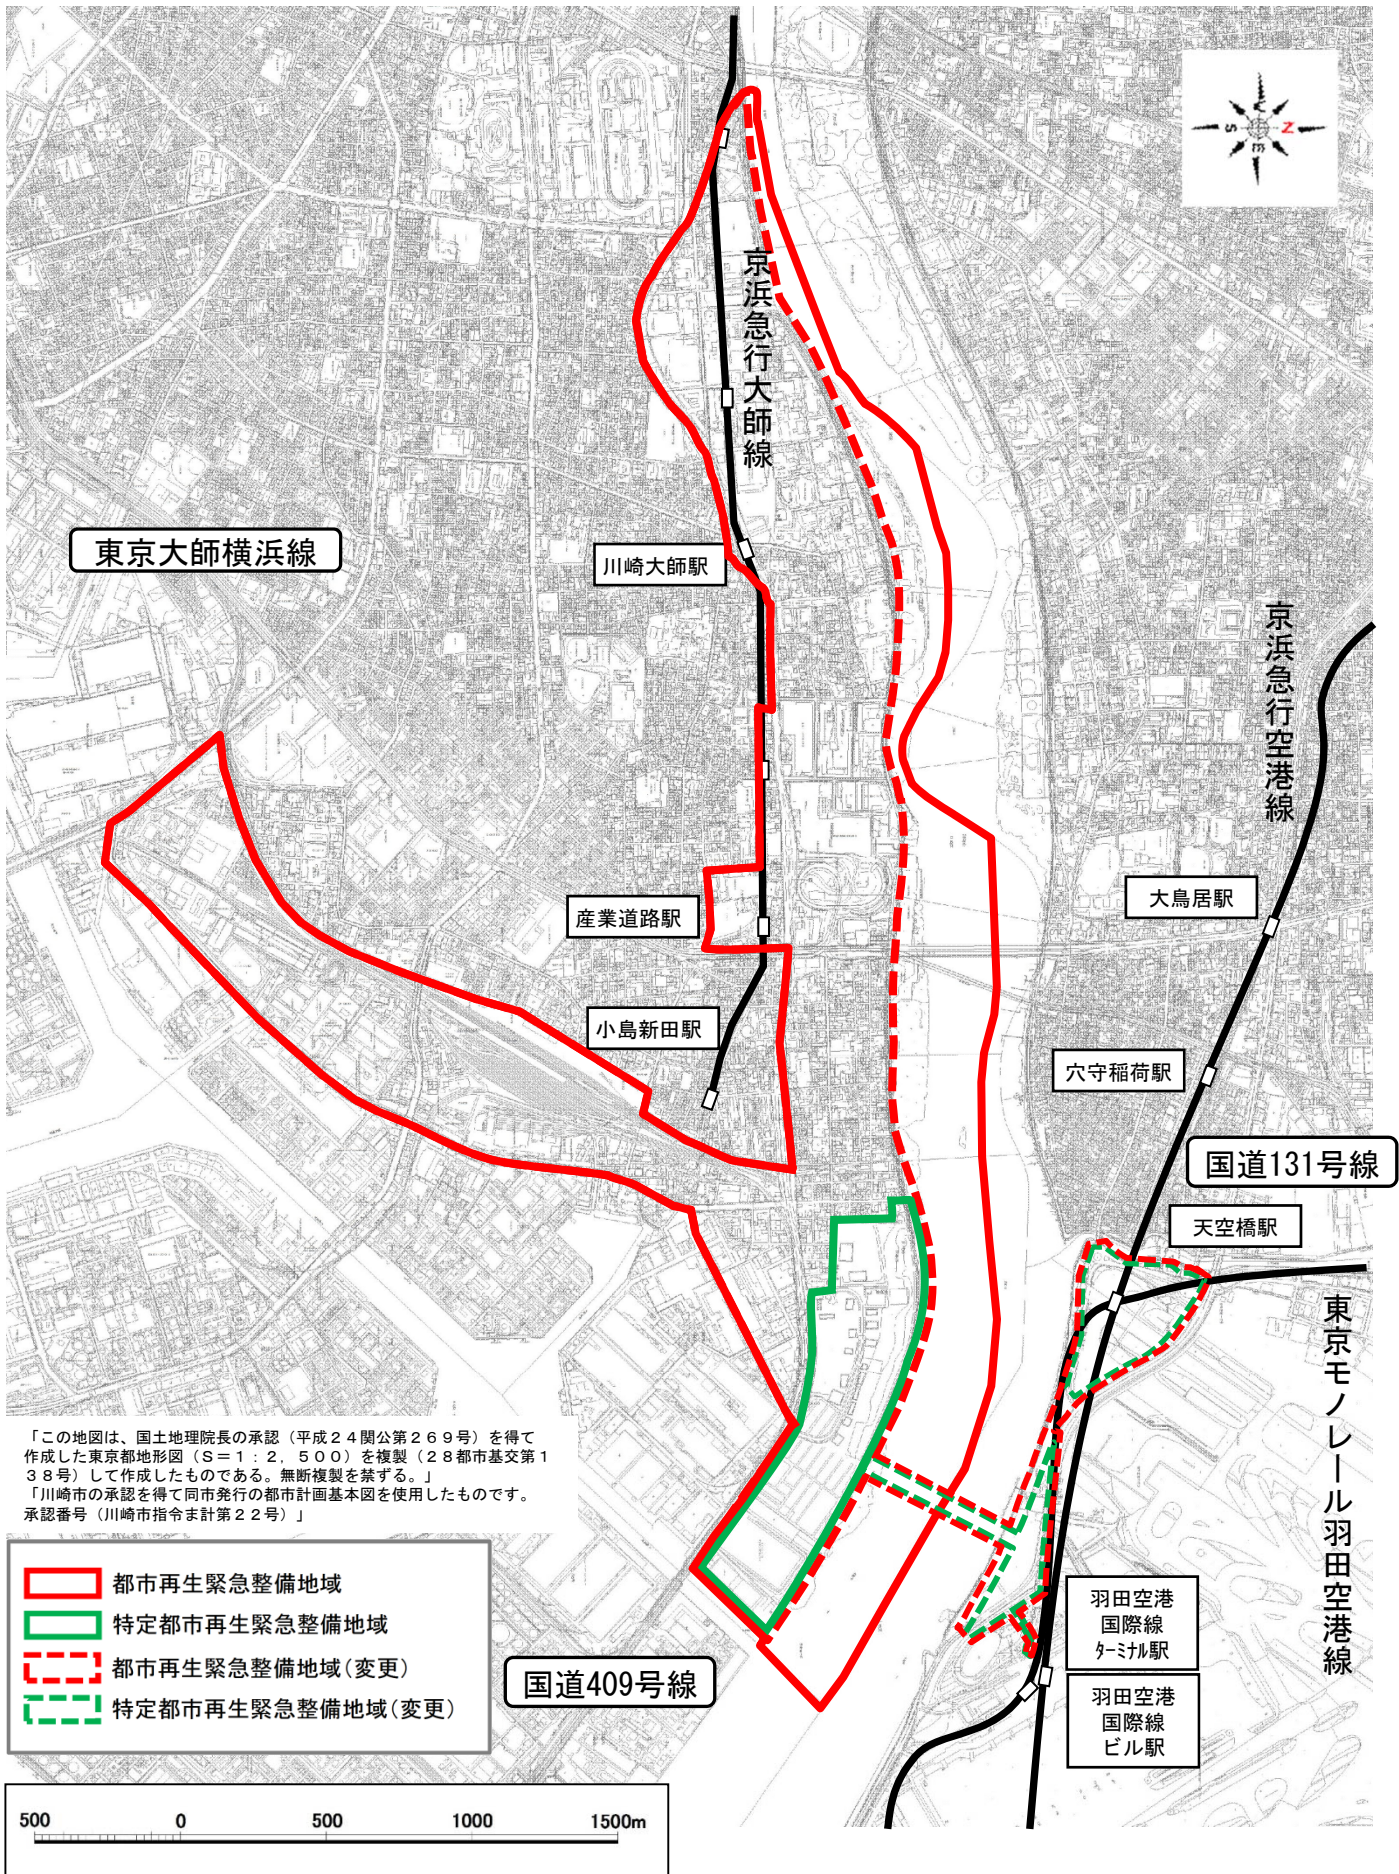 N
S
E
京浜急行大師線
東京大師横浜線
川崎大師駅
京浜急行空港線
大鳥居駅
産業道路駅
小島新田駅
穴守稲荷駅
国道131号線
天空橋駅
東京モノレール羽田空港線
「この地図は、国土地理院長の承認（平成２４関公第２６９号）を得て
作成した東京都地形図（Ｓ＝１：２，５００）を複製（２８都市基交第１
３８号）して作成したものである。無断複製を禁ずる。」
「川崎市の承認を得て同市発行の都市計画基本図を使用したものです。
承認番号（川崎市指令ま計第２２号）」
都市再生緊急整備地域
特定都市再生緊急整備地域
都市再生緊急整備地域(変更)
特定都市再生緊急整備地域(変更)
国道409号線
羽田空港
国際線
ﾀｰﾐﾅﾙ駅
羽田空港
国際線
ビル駅
500 0 500 1000 1500m